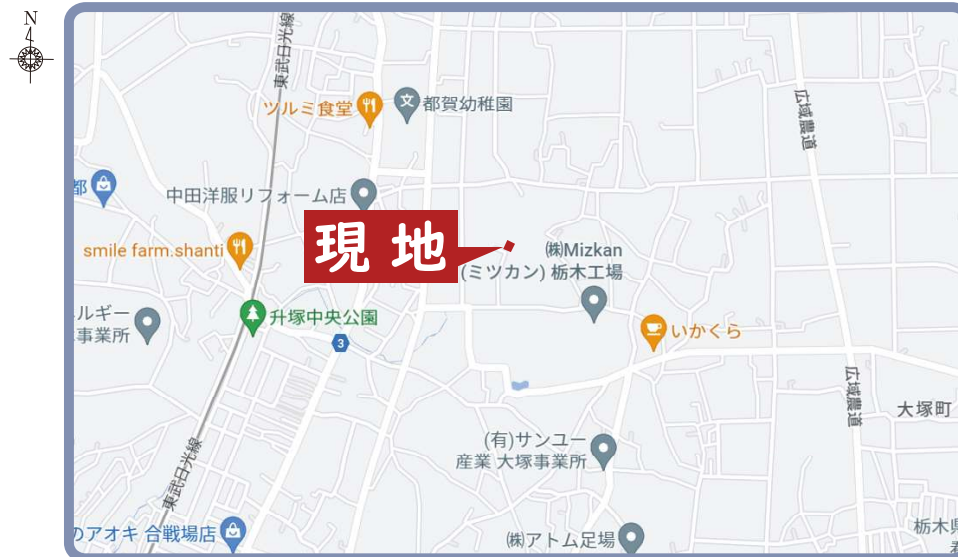 N
東武日光線
ツルミ食堂
都賀幼稚園
広域農道
都
中田洋服リフォーム店
現 地
smile farm.shanti
㈱Mizkan
(ミツカン) 栃木工場
ルギー
事業所
升塚中央公園
3
いかくら
広域農道
大塚町
(有)サンユー
産業 大塚事業所
東武日光線
のアオキ 合戦場店
㈱アトム足場
栃木県